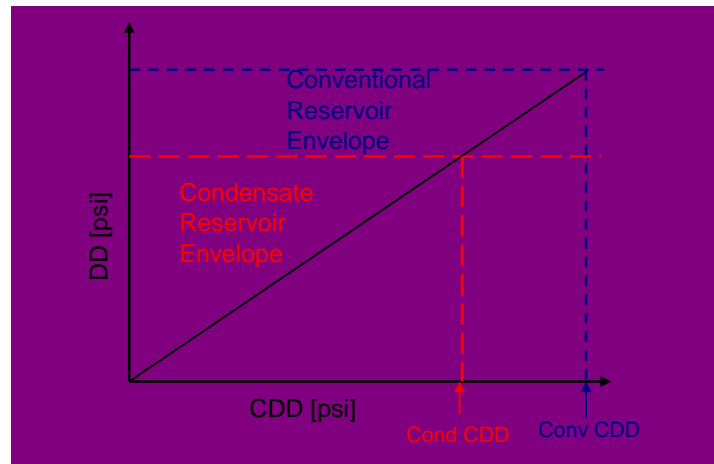 Conventional
Reservoir
Envelope
Condensate
Reservoir
Envelope
DD [psi]
CDD [psi]
Cond CDD
Conv CDD